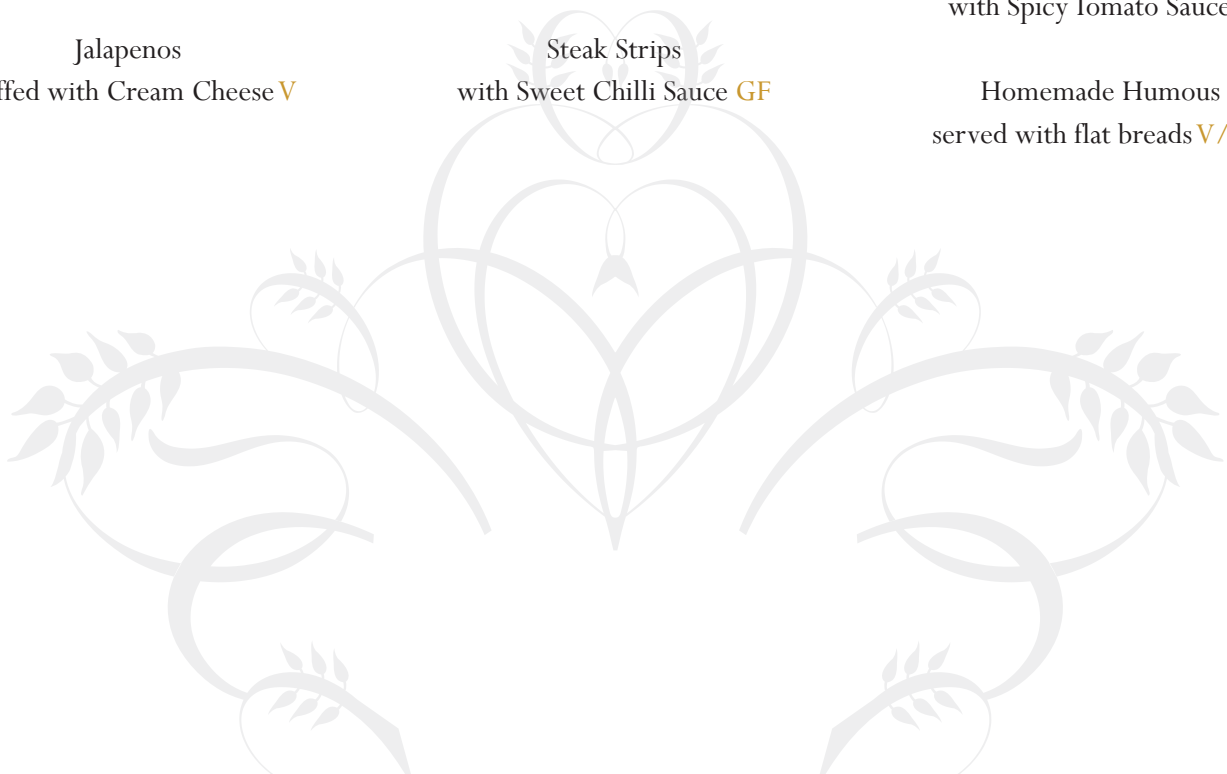 Jalapenos
ffed with Cream Cheese V
Steak Strips
with Sweet Chilli Sauce GF
with Spicy Tomato Sauce
Homemade Humous
served with flat breads V/